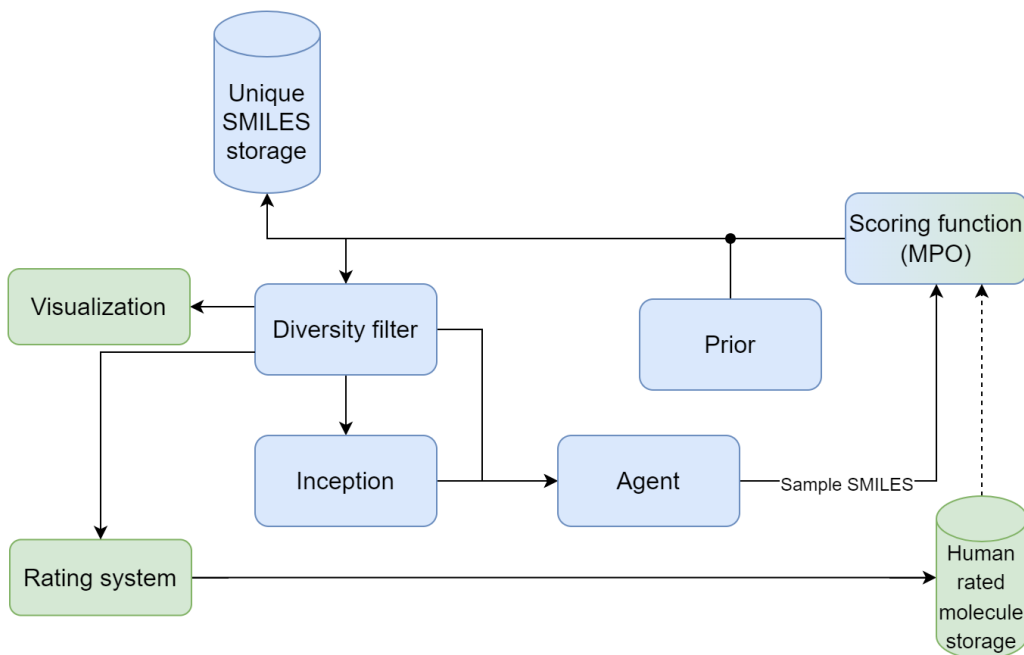 Unique
SMILES
storage
Scoring function
(MPO)
Visualization
Diversity filter
Prior
Inception
Agent
Sample SMILES
Rating system
Human
rated
molecule
storage